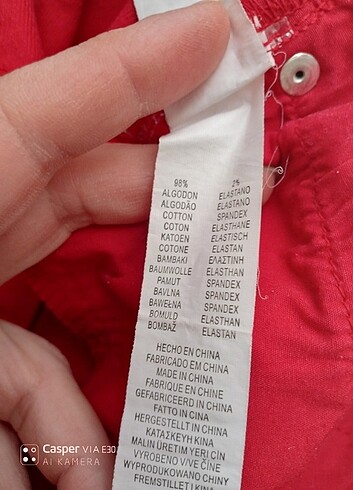 98% 2%
ALGODON ELASTANO
ALGODÃO ELASTANO
COTTON SPANDEX
COTON ELASTHANE
KATOEN ELASTISCH
COTONE ELASTAN
BAMBAKI ΕΛΑΣΤΙΝΗ
BAUMWOLLE ELASTHAN
PAMUT SPANDEX
BAVLNA SPANDEX
BAWEŁNA SPANDEX
BOMULD ELASTHAN
BOMBAŽ ELASTAN
HECHO EN CHINA
FABRICADO EM CHINA
MADE IN CHINA
FABRIQUE EN CHINE
GEFABRICEERD IN CHINA
FATTO IN CINA
HERGESTELLT IN CHINA
ΚΑΤΑΣΚΕΥΗ ΚΙΝΑ
MALIN ÜRETIM YERI ÇIN
VYROBENO VIVE ČINE
WYPRODUKOWANO CHINY
FREMSTILLET I KINA
Casper VIA E30
AI KAMERA